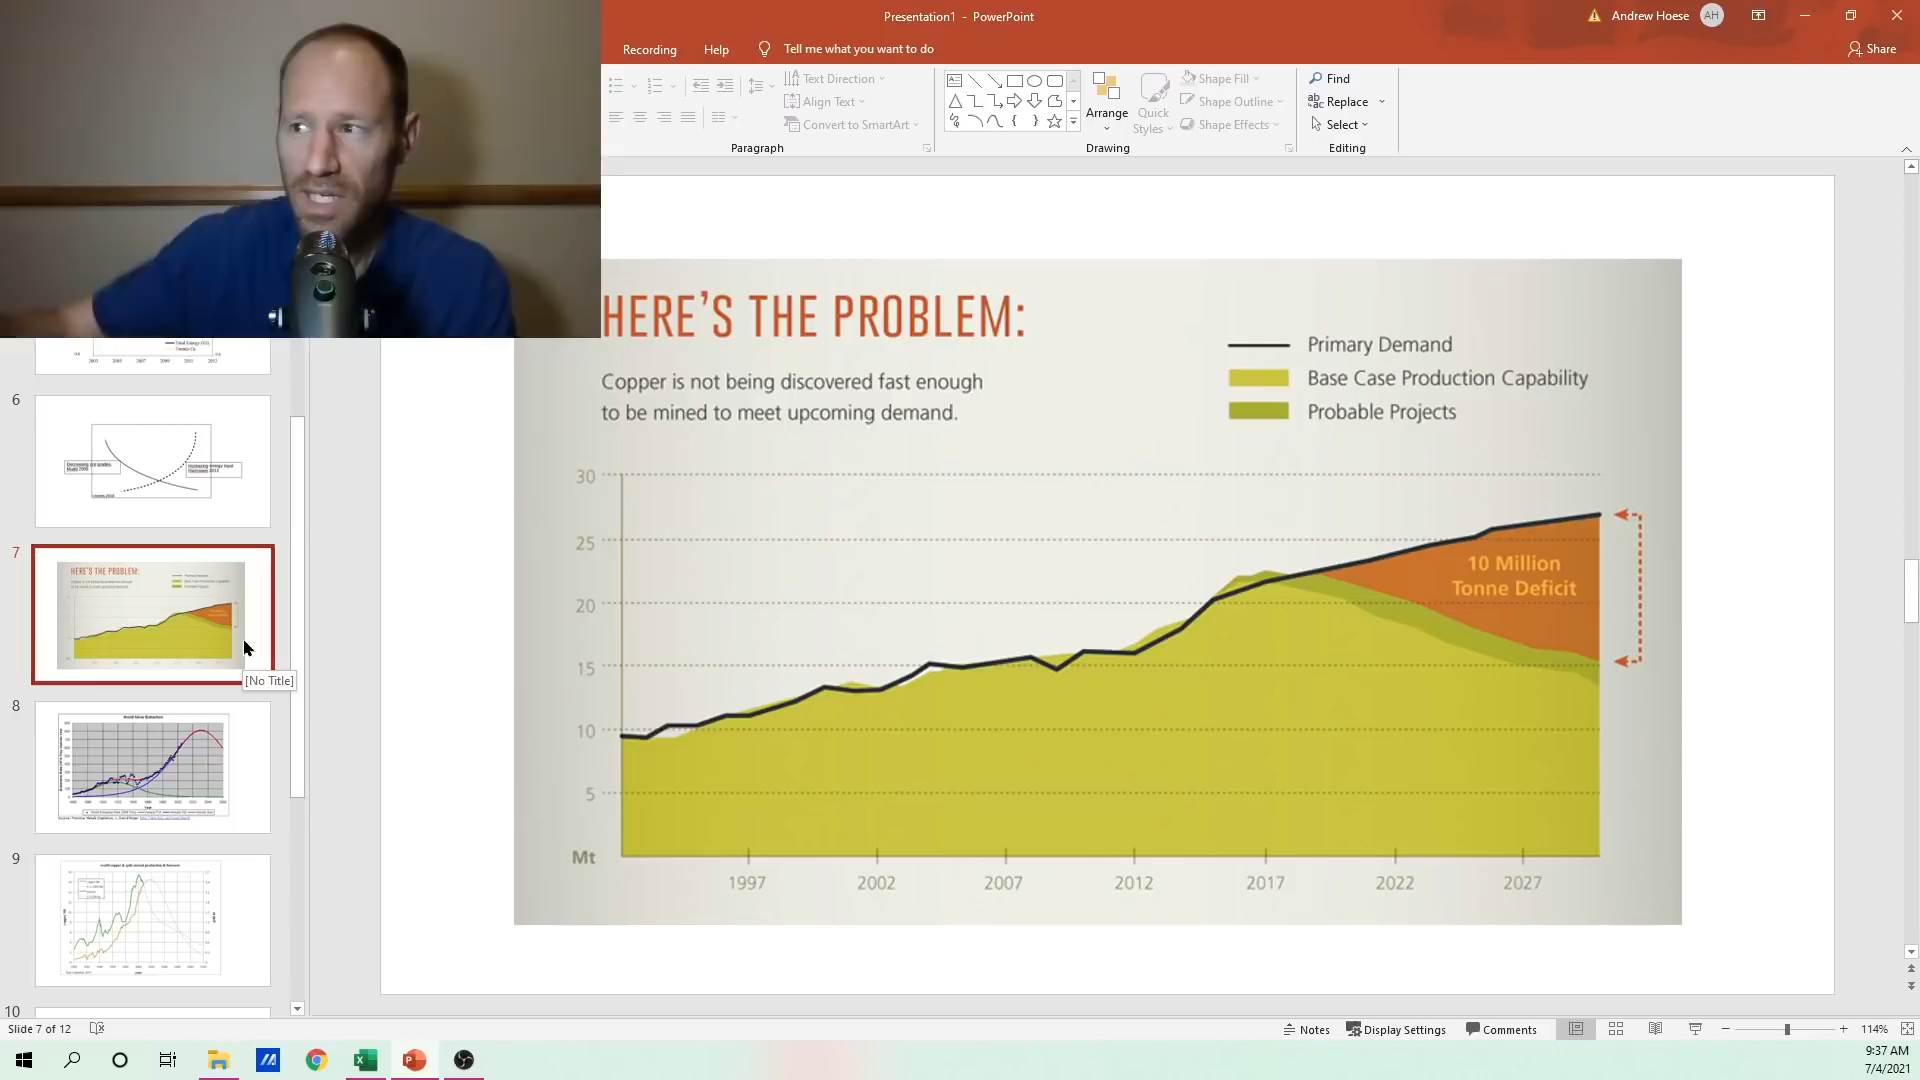 Presentation1 - PowerPoint
Andrew Hoese
AH
Recording
Help
Tell me what you want to do
Share
Text Direction
Align Text
Convert to SmartArt
Paragraph
Arrange
Quick
Styles
Shape Fill
Shape Outline
Shape Effects
Drawing
Find
Replace
Select
Editing
HERE'S THE PROBLEM:
Copper is not being discovered fast enough
to be mined to meet upcoming demand.
Primary Demand
Base Case Production Capability
Probable Projects
30
25
20
15
10
5
Mt
10 Million
Tonne Deficit
1997
2002
2007
2012
2017
2022
2027
6
7
HERE'S THE PROBLEM:
[No Title]
8
9
10
Slide 7 of 12
Notes
Display Settings
Comments
114%
9:37 AM
7/4/2021